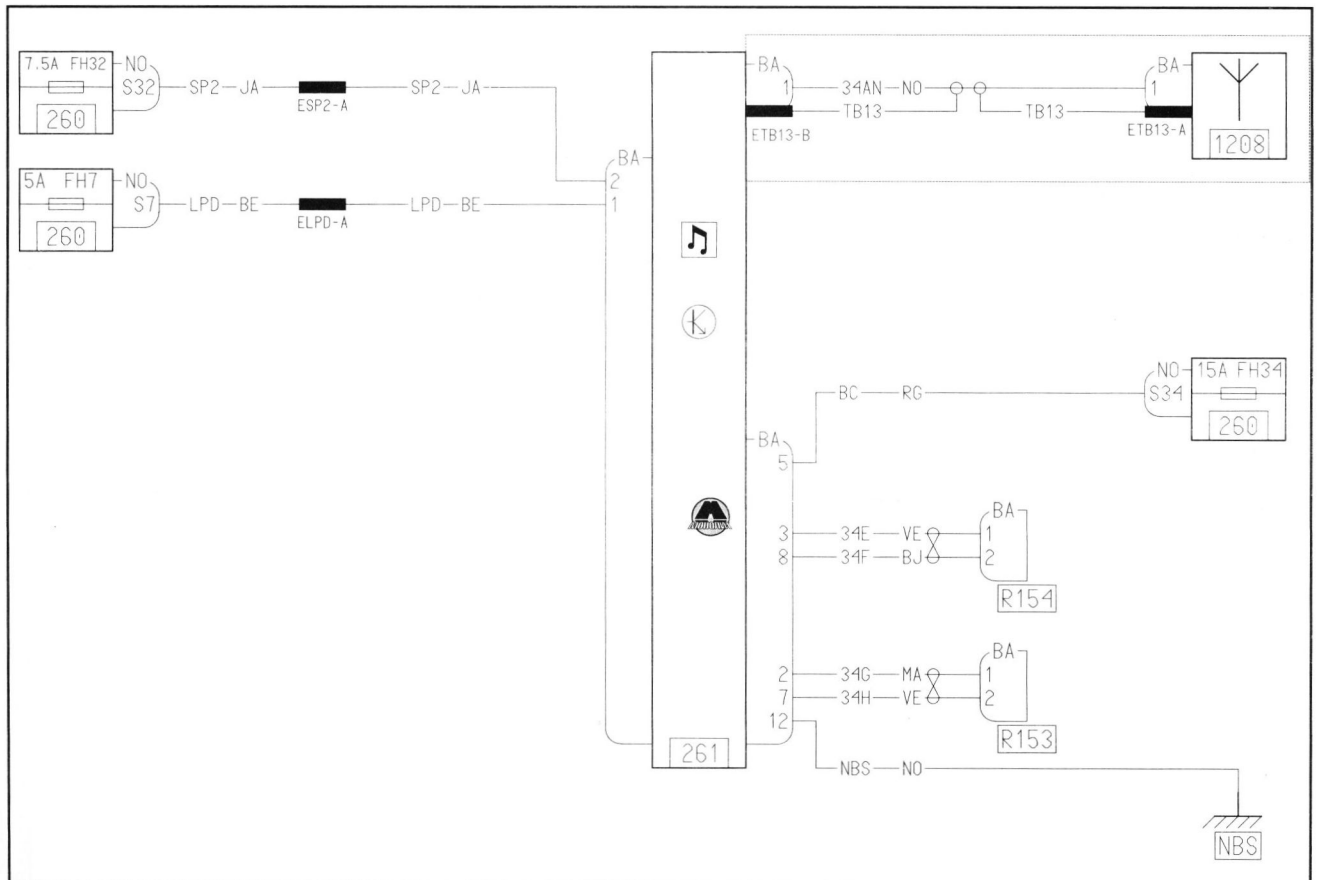 7.5A FH32
NO
S32
SP2 JA
ESP2-A
SP2 JA
260
5A FH7
NO
S7
LPD BE
ELPD-A
LPD BE
260
BA
2
1
BA
1
34AN NO
TB13
ETB13-B
TB13
ETB13-A
BA
1
1208
BC RG
NO
S34
15A FH34
260
BA
5
3
34E VE
8
34F BJ
BA
1
2
R154
2
34G MA
7
34H VE
12
BA
1
2
R153
261
NBS NO
NBS